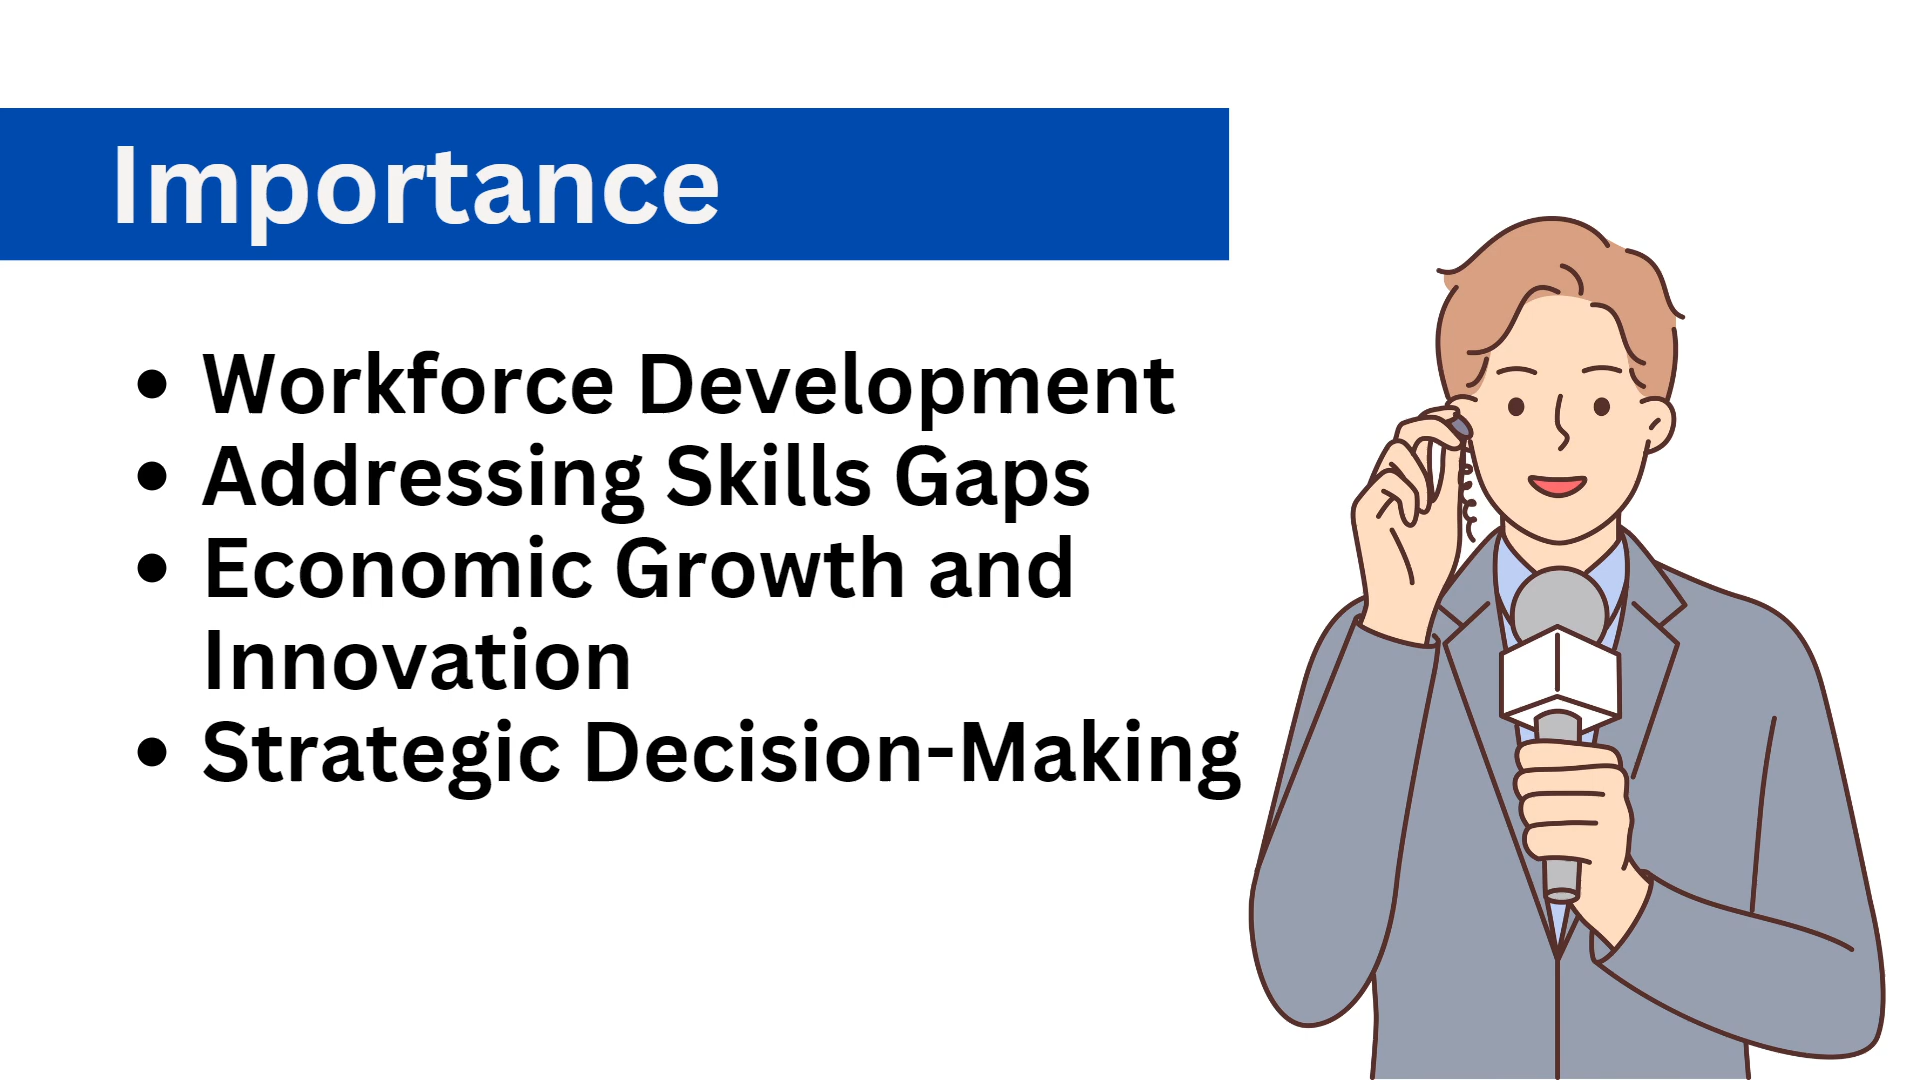 Importance
• Workforce Development
• Addressing Skills Gaps
• Economic Growth and
Innovation
• Strategic Decision-Making